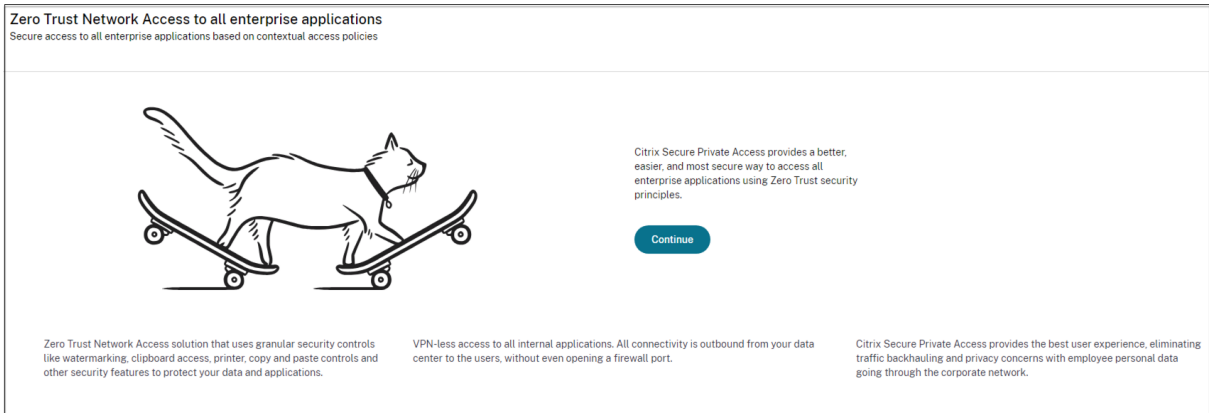 Zero Trust Network Access to all enterprise applications
Secure access to all enterprise applications based on contextual access policies
Citrix Secure Private Access provides a better,
easier, and most secure way to access all
enterprise applications using Zero Trust security
principles.
Continue
Zero Trust Network Access solution that uses granular security controls
like watermarking, clipboard access, printer, copy and paste controls and
other security features to protect your data and applications.
VPN-less access to all internal applications. All connectivity is outbound from your data
center to the users, without even opening a firewall port.
Citrix Secure Private Access provides the best user experience, eliminating
traffic backhauling and privacy concerns with employee personal data
going through the corporate network.